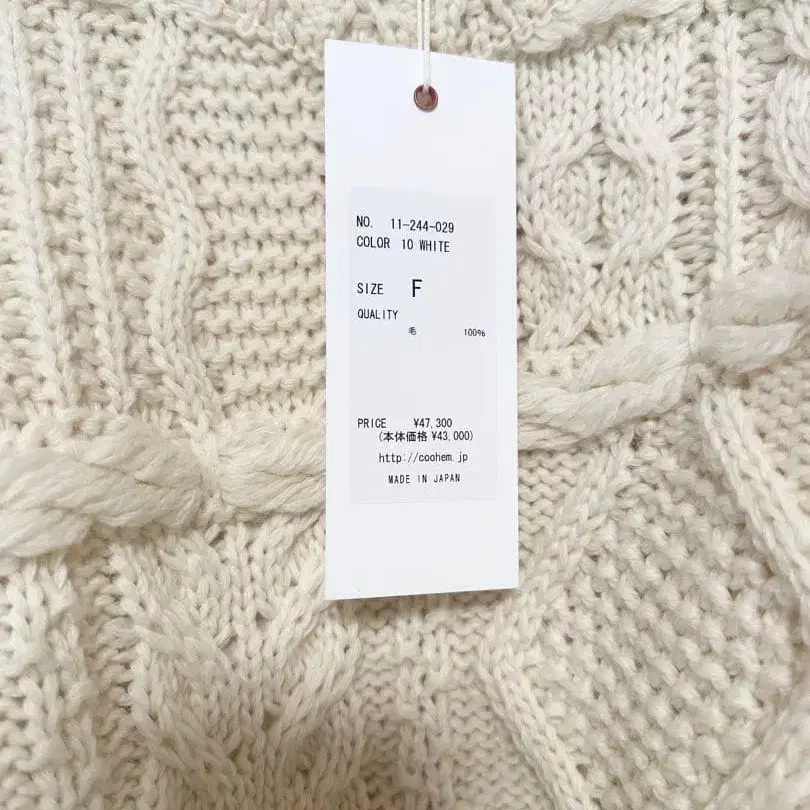 NO. 11-244-029
COLOR 10 WHITE
SIZE F
QUALITY
毛 100%
PRICE ¥47,300
(本体価格 ¥43,000)
http://coohem.jp
MADE IN JAPAN